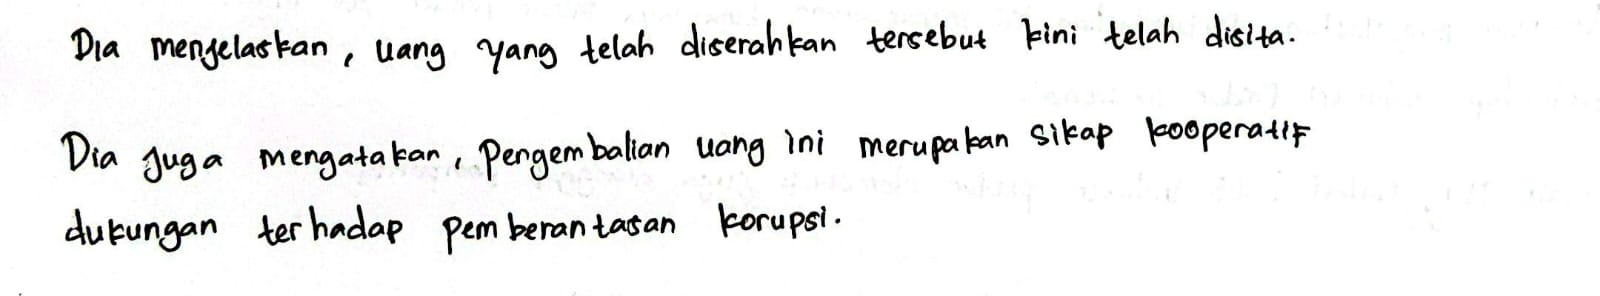 Dia menjelaskan, uang yang telah diserahkan tersebut kini telah disita.
Dia juga mengatakan, Pengembalian uang ini merupakan sikap kooperatif
dukungan terhadap pemberantasan korupsi.